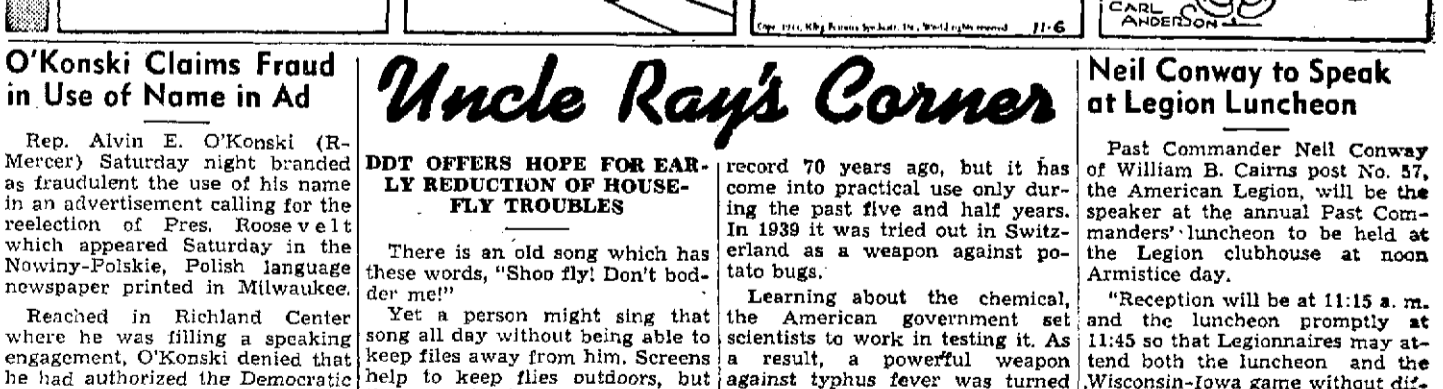 CARL
ANDERSON
Copr. 1944, King Features Syndicate, Inc., World rights reserved
11-6
O'Konski Claims Fraud
in Use of Name in Ad
Rep. Alvin E. O'Konski (R-
Mercer) Saturday night branded
as fraudulent the use of his name
in an advertisement calling for the
reelection of Pres. Roosevelt
which appeared Saturday in the
Nowiny-Polskie, Polish language
newspaper printed in Milwaukee.
Reached in Richland Center
where he was filling a speaking
engagement, O'Konski denied that
he had authorized the Democratic
Uncle Ray's Corner
DDT OFFERS HOPE FOR EAR-
LY REDUCTION OF HOUSE-
FLY TROUBLES
There is an old song which has
these words, "Shoo fly! Don't bod-
der me!"
Yet a person might sing that
song all day without being able to
keep flies away from him. Screens
help to keep flies outdoors, but
record 70 years ago, but it has
come into practical use only dur-
ing the past five and half years.
In 1939 it was tried out in Switz-
erland as a weapon against po-
tato bugs.
Learning about the chemical,
the American government set
scientists to work in testing it. As
a result, a powerful weapon
against typhus fever was turned
Neil Conway to Speak
at Legion Luncheon
Past Commander Neil Conway
of William B. Cairns post No. 57,
the American Legion, will be the
speaker at the annual Past Com-
manders' luncheon to be held at
the Legion clubhouse at noon
Armistice day.
"Reception will be at 11:15 a. m.
and the luncheon promptly at
11:45 so that Legionnaires may at-
tend both the luncheon and the
Wisconsin-Iowa game without dif-